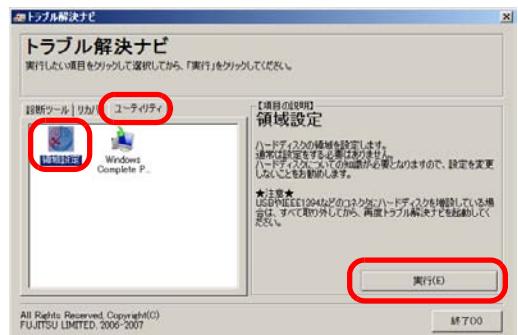 トラブル解決ナビ
トラブル解決ナビ
実行したい項目をクリックして選択してから、「実行」をクリックしてください。
診断ツール
リカバリ
ユーティリティ
領域設定
Windows
Complete P...
【項目の説明】
領域設定
ハードディスクの領域を設定します。
通常は設定をする必要はありません。
ハードディスクについての知識が必要となりますので、設定を変更
しないことをお勧めします。
★注意★
USBやIEEE1394などのコネクタにハードディスクを増設している場
合は、すべて取り外してから、再度トラブル解決ナビを起動してく
ださい。
実行(E)
All Rights Reserved, Copyright(C)
FUJITSU LIMITED. 2006-2007
終了(X)